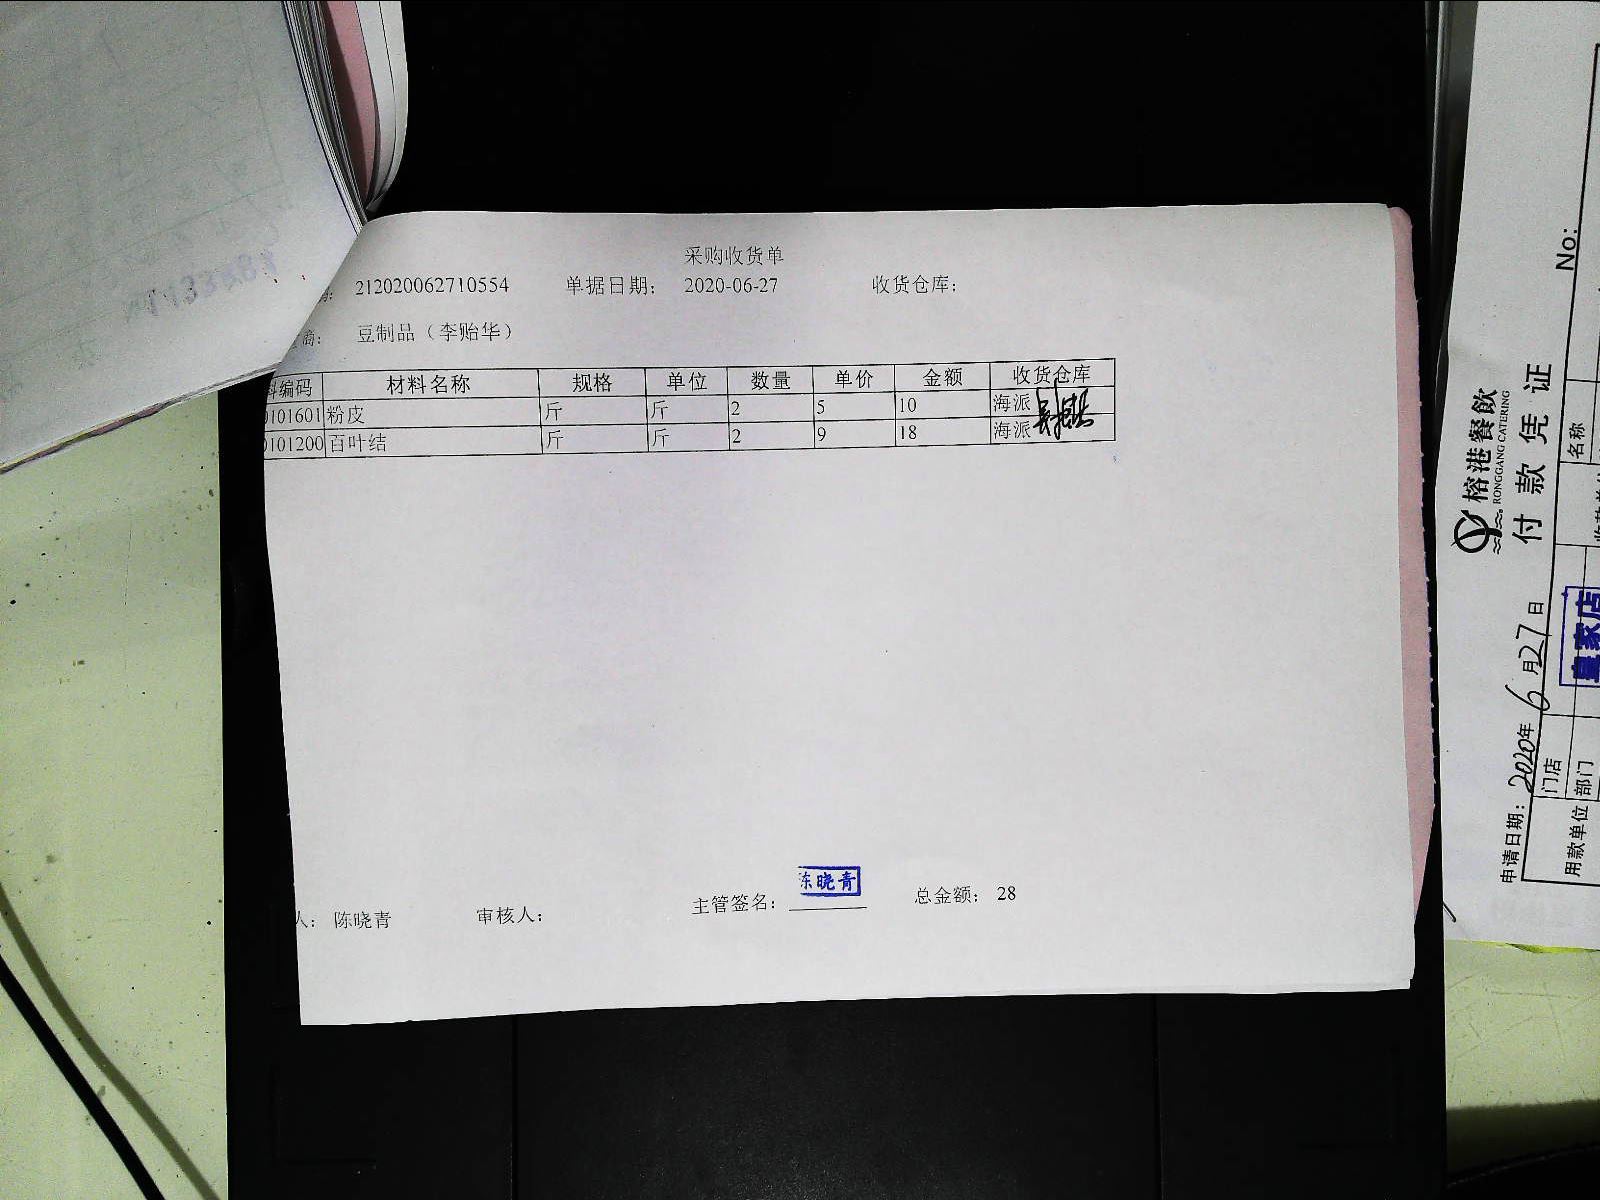 采购收货单
212020062710554 单据日期: 2020-06-27 收货仓库:
商: 豆制品（李贻华）
料编码 材料名称 规格 单位 数量 单价 金额 收货仓库
0101601 粉皮 斤 斤 2 5 10 海派
0101200 百叶结 斤 斤 2 9 18 海派
陈晓青
人: 陈晓青 审核人: 主管签名: 总金额: 28
榕港餐飲
RONGGANG CATERING
付款凭证
No:
申请日期: 2020年6月27日
门店
皇家店
用款单位 部门
名称